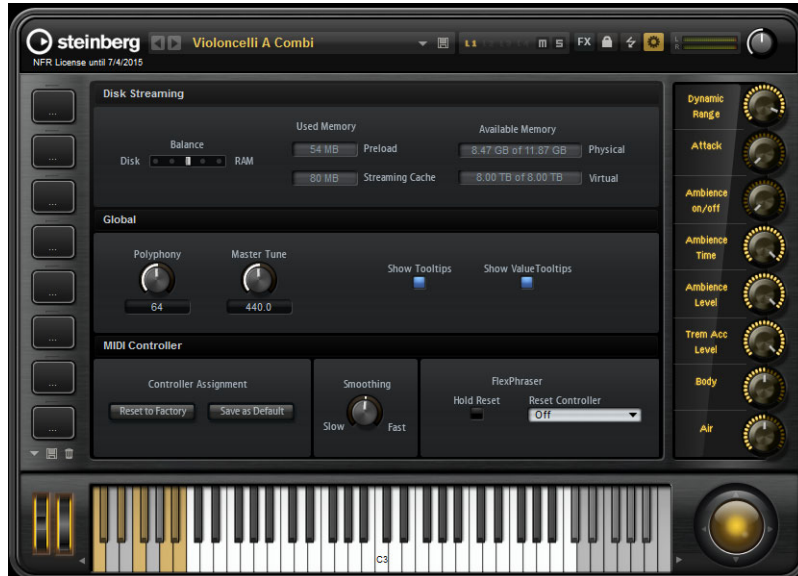 steinberg Violoncelli A Combi L1 m s FX L R
NFR License until 7/4/2015
Disk Streaming
Used Memory Available Memory
Balance
Disk RAM 54 MB Preload 8.47 GB of 11.87 GB Physical
80 MB Streaming Cache 8.00 TB of 8.00 TB Virtual
Global
Polyphony Master Tune
Show Tooltips Show ValueTooltips
64 440.0
MIDI Controller
Controller Assignment Smoothing FlexPhraser
Hold Reset Reset Controller
Reset to Factory Save as Default Off
Slow Fast
...
...
...
...
...
...
...
...
Dynamic
Range
Attack
Ambience
on/off
Ambience
Time
Ambience
Level
Trem Acc
Level
Body
Air
C3